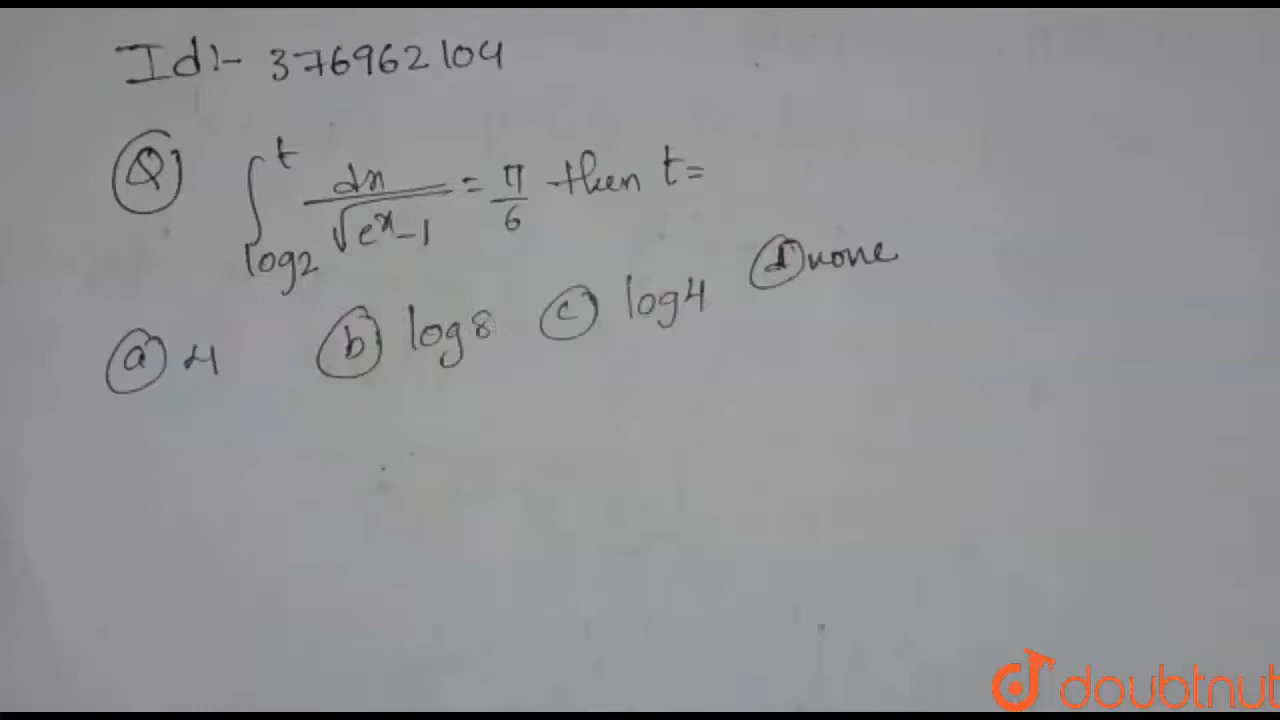 Id:- 376962104
Q ∫_{log2}^{t} dx/√(e^x-1) = π/6 then t=
a 4 b log8 c log4 d none
doubtnut